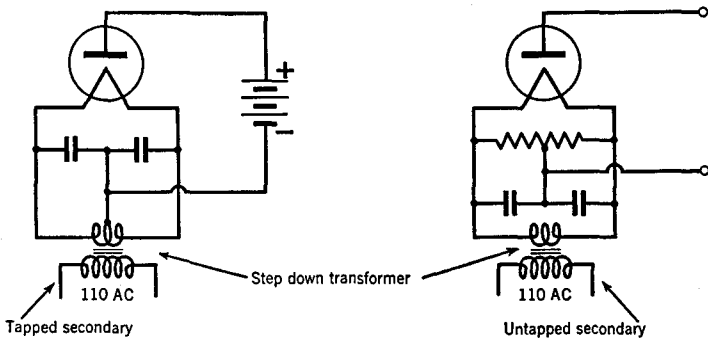 +
−
Step down transformer
110 AC
110 AC
Tapped secondary
Untapped secondary